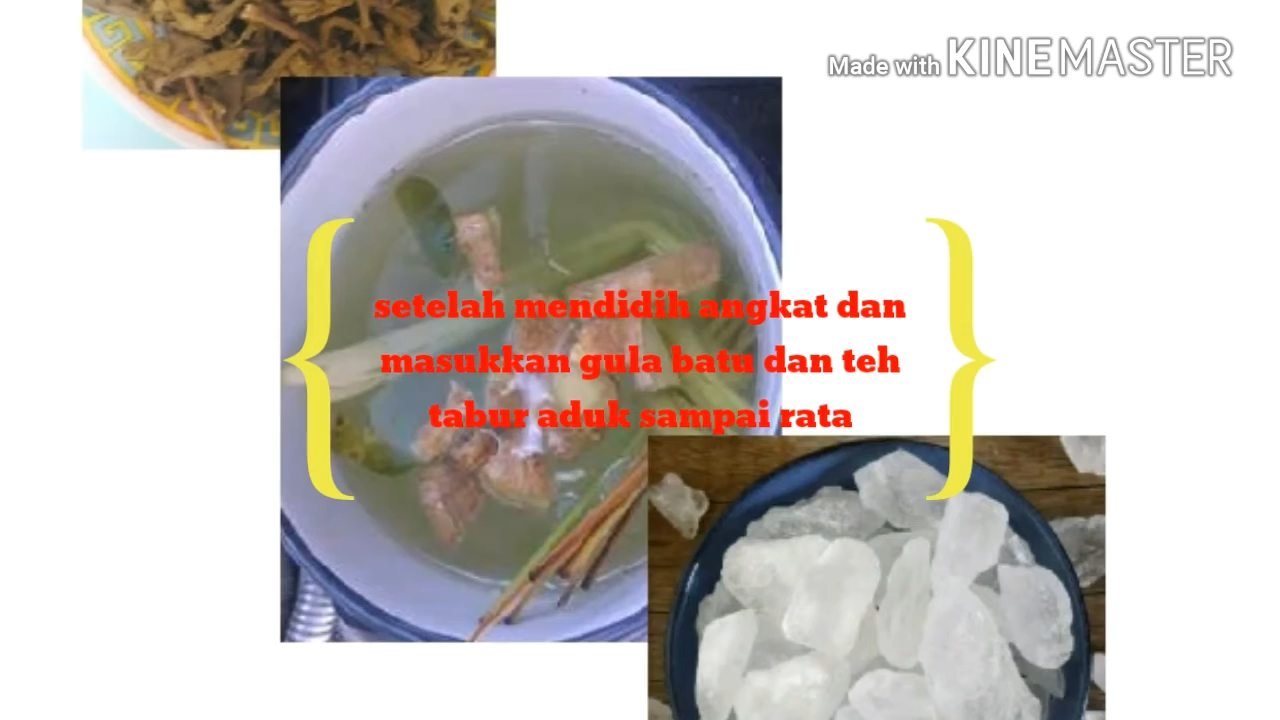 Made with KINEMASTER
setelah mendidih angkat dan
masukkan gula batu dan teh
tabur aduk sampai rata